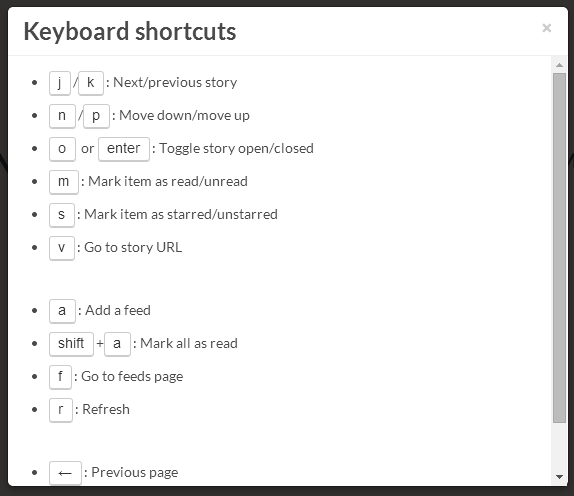 Keyboard shortcuts ×
j / k : Next/previous story
n / p : Move down/move up
o or enter : Toggle story open/closed
m : Mark item as read/unread
s : Mark item as starred/unstarred
v : Go to story URL
a : Add a feed
shift + a : Mark all as read
f : Go to feeds page
r : Refresh
← : Previous page